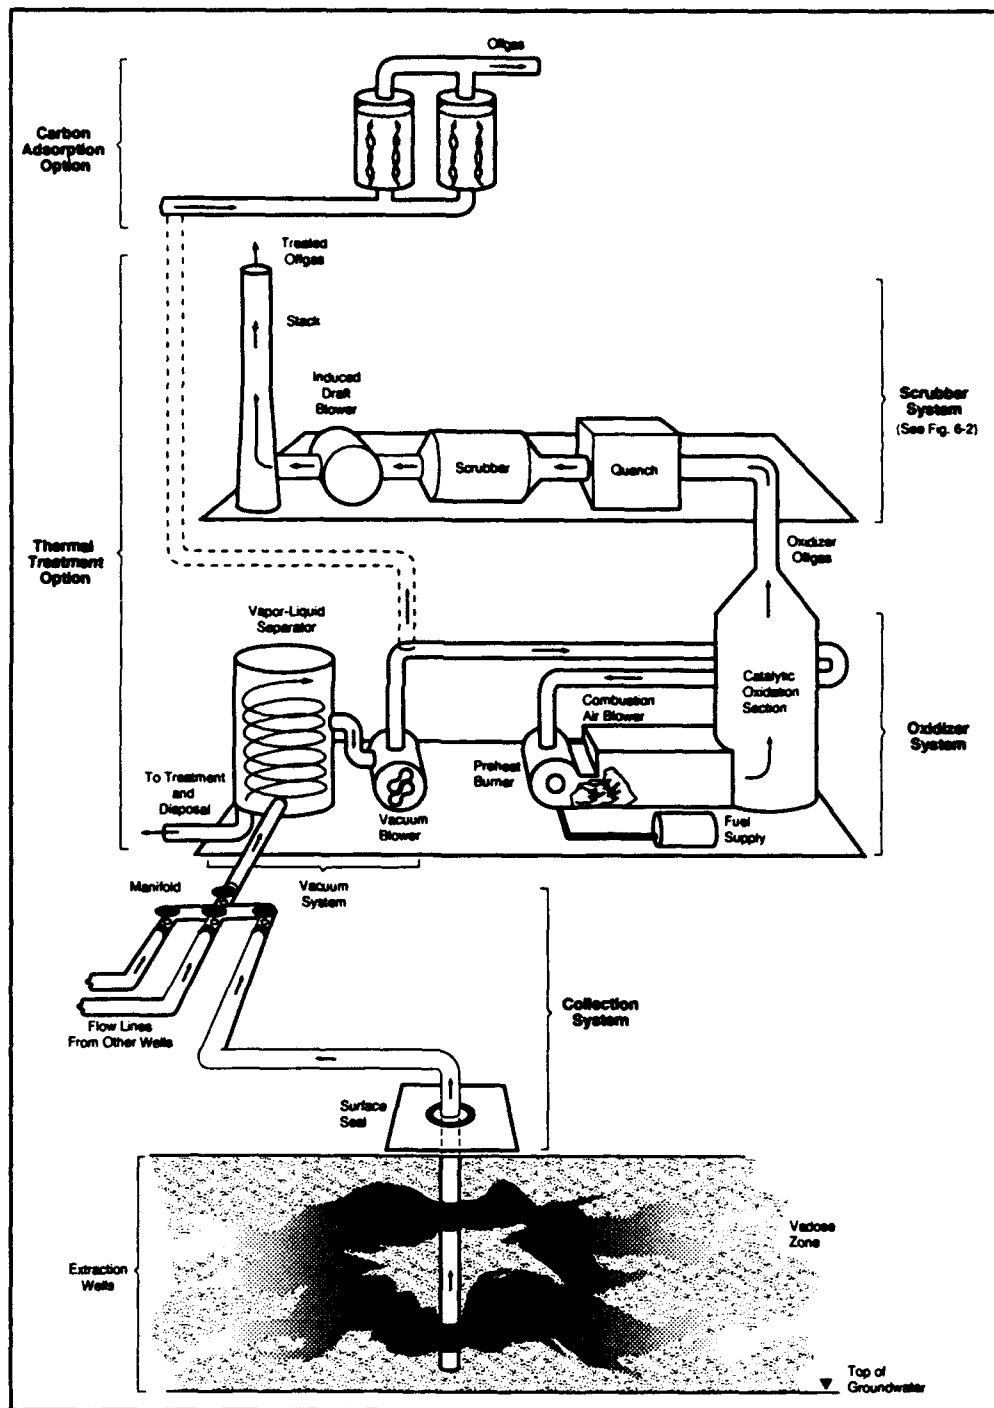 Offgas
Carbon
Adsorption
Option
Treated
Offgas
Stack
Induced
Draft
Blower
Scrubber
System
(See Fig. 6-2)
Scrubber
Quench
Thermal
Treatment
Option
Oxidizer
Offgas
Vapor-Liquid
Separator
Catalytic
Oxidation
Section
Combustion
Air Blower
Oxidizer
System
Preheat
Burner
To Treatment
and
Disposal
Vacuum
Blower
Fuel
Supply
Manifold
Vacuum
System
Collection
System
Flow Lines
From Other Wells
Surface
Seal
Vadose
Zone
Extraction
Wells
Top of
Groundwater